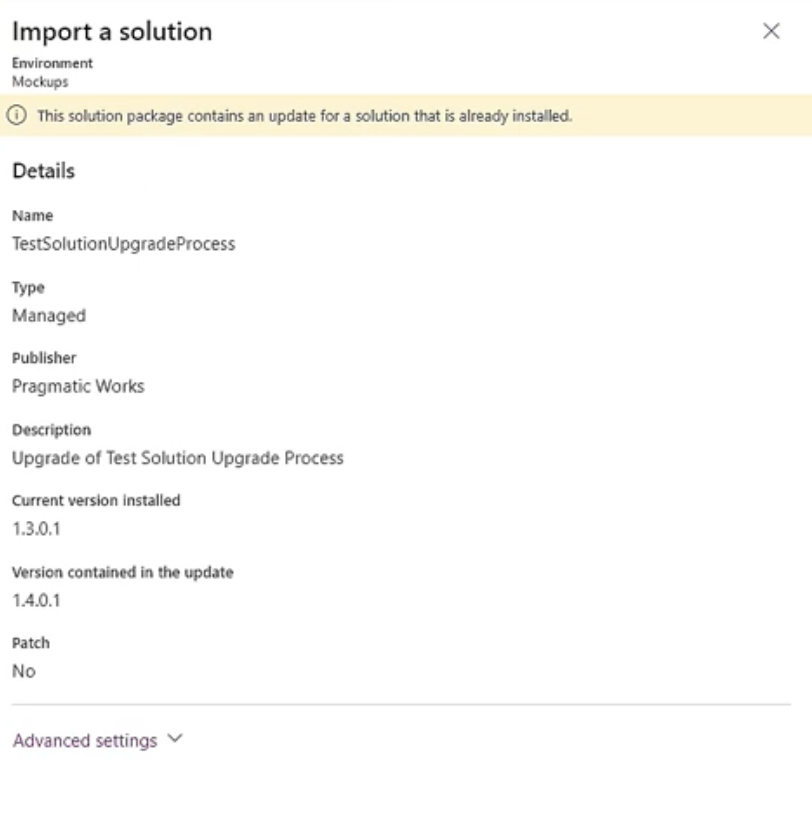 Import a solution
Environment
Mockups
This solution package contains an update for a solution that is already installed.
Details
Name
TestSolutionUpgradeProcess
Type
Managed
Publisher
Pragmatic Works
Description
Upgrade of Test Solution Upgrade Process
Current version installed
1.3.0.1
Version contained in the update
1.4.0.1
Patch
No
Advanced settings